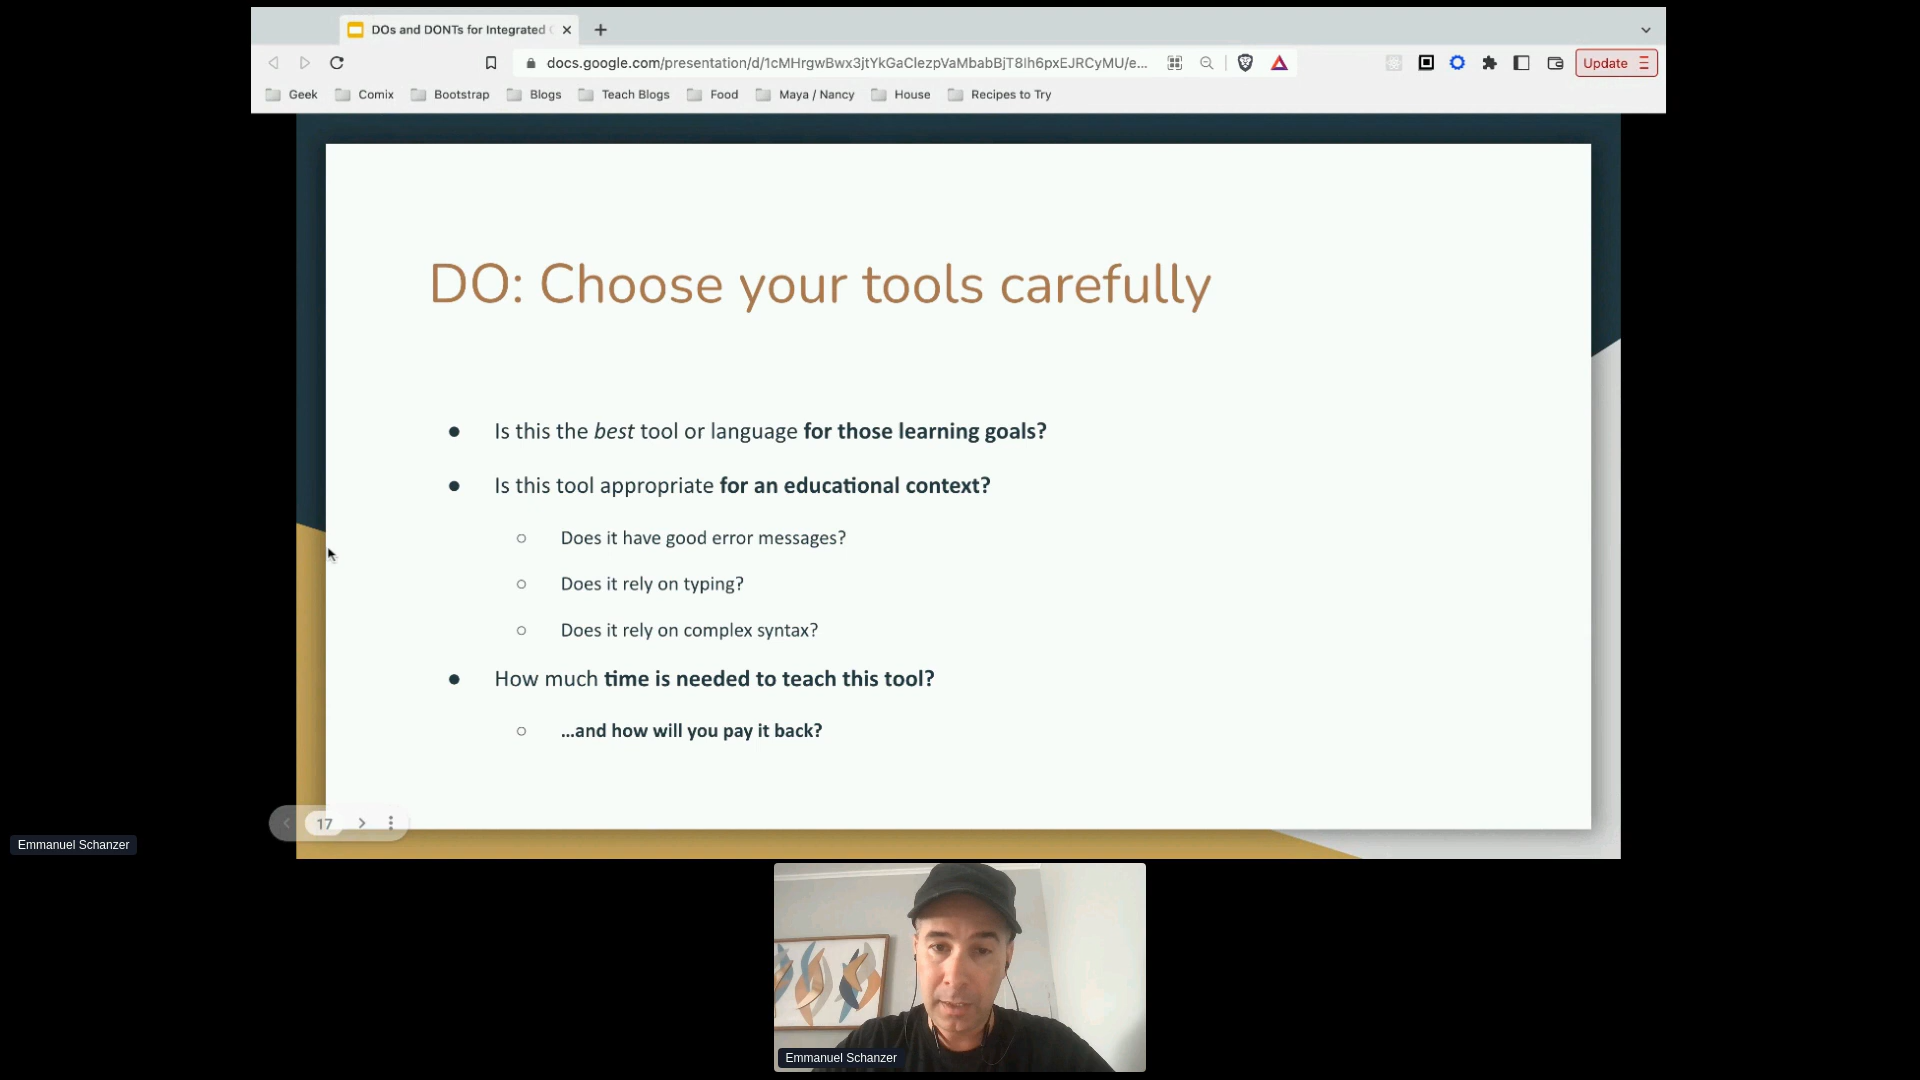 DOs and DONTs for Integrated
docs.google.com/presentation/d/1cMHrgwBwx3jtYkGaClezpVaMbabBjT8lh6pxEJRCyMU/e...
Update
Geek
Comix
Bootstrap
Blogs
Teach Blogs
Food
Maya / Nancy
House
Recipes to Try
DO: Choose your tools carefully
● Is this the best tool or language for those learning goals?
● Is this tool appropriate for an educational context?
○ Does it have good error messages?
○ Does it rely on typing?
○ Does it rely on complex syntax?
● How much time is needed to teach this tool?
○ ...and how will you pay it back?
17
Emmanuel Schanzer
Emmanuel Schanzer